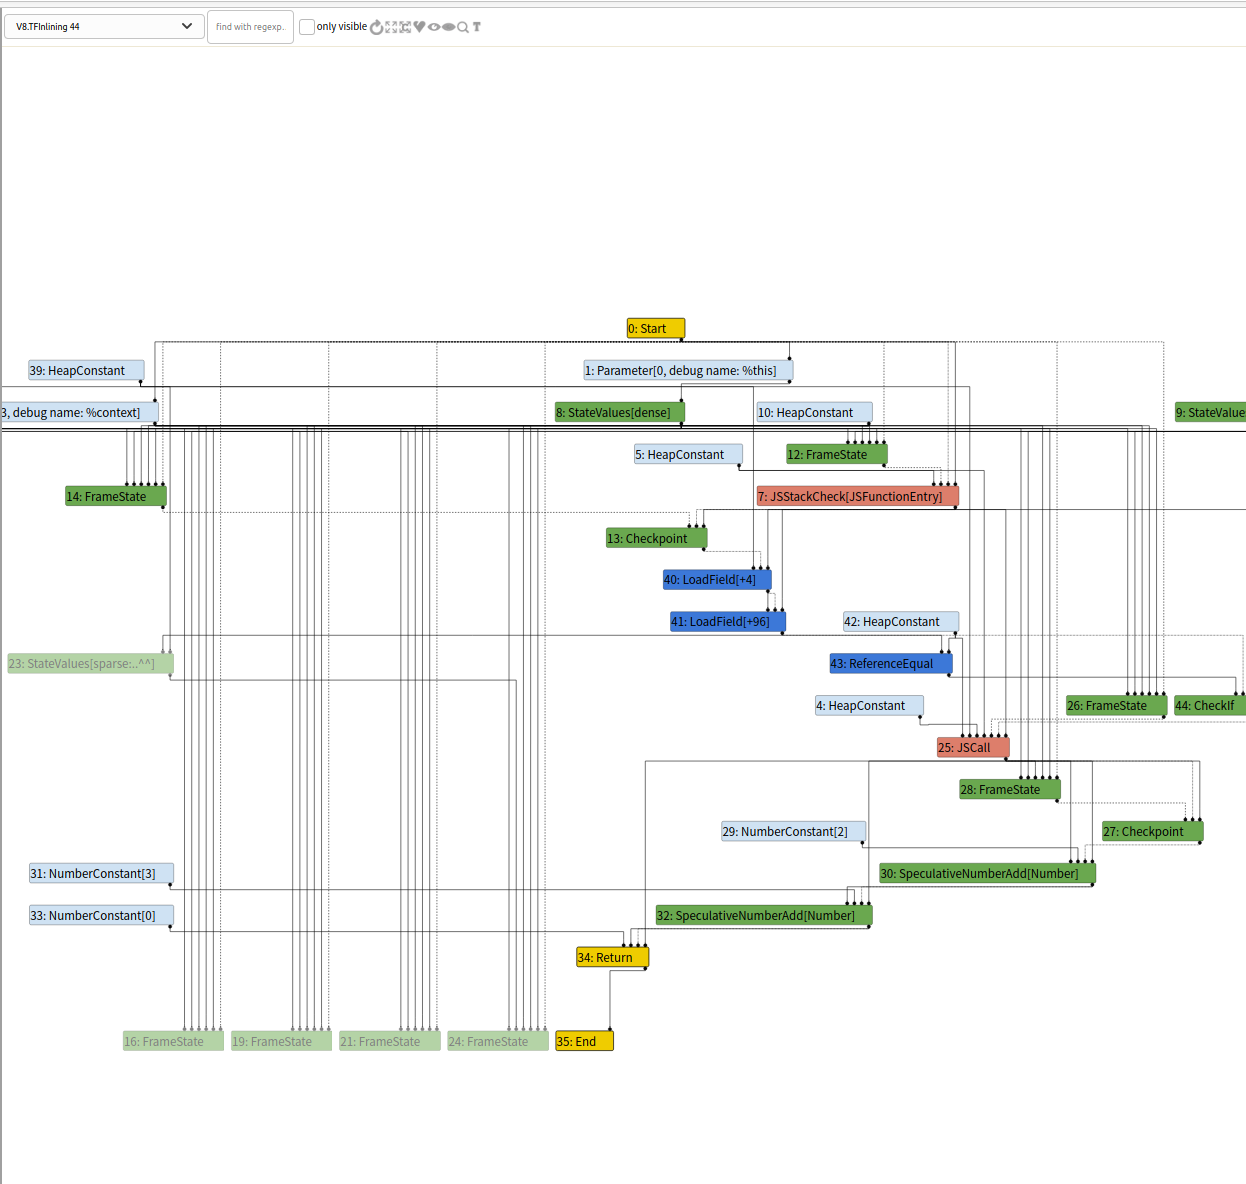 V8.TFInlining 44
find with regexp..
only visible
0: Start
39: HeapConstant
1: Parameter[0, debug name: %this]
3, debug name: %context]
8: StateValues[dense]
10: HeapConstant
9: StateValue
5: HeapConstant
12: FrameState
14: FrameState
7: JSStackCheck[JSFunctionEntry]
13: Checkpoint
40: LoadField[+4]
41: LoadField[+96]
42: HeapConstant
23: StateValues[sparse:..^^]
43: ReferenceEqual
4: HeapConstant
26: FrameState
44: CheckIf
25: JSCall
28: FrameState
29: NumberConstant[2]
27: Checkpoint
31: NumberConstant[3]
30: SpeculativeNumberAdd[Number]
33: NumberConstant[0]
32: SpeculativeNumberAdd[Number]
34: Return
16: FrameState
19: FrameState
21: FrameState
24: FrameState
35: End